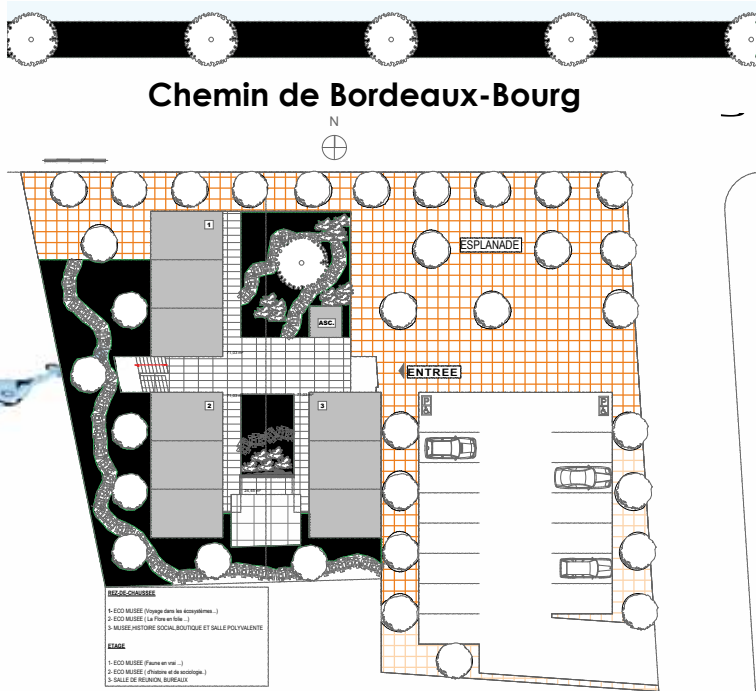 Chemin de Bordeaux-Bourg
N
1
ESPLANADE
ASC.
ENTREE
2
3
P
P
REZ-DE-CHAUSSEE
1- ECO MUSEE (Voyage dans les écosystèmes...)
2- ECO MUSEE ( La Flore en folie ...)
3- MUSEE,HISTOIRE SOCIAL,BOUTIQUE ET SALLE POLYVALENTE
ETAGE
1- ECO MUSEE (Faune en vrai ...)
2- ECO MUSEE ( d'histoire et de sociologie..)
3- SALLE DE REUNION, BUREAUX